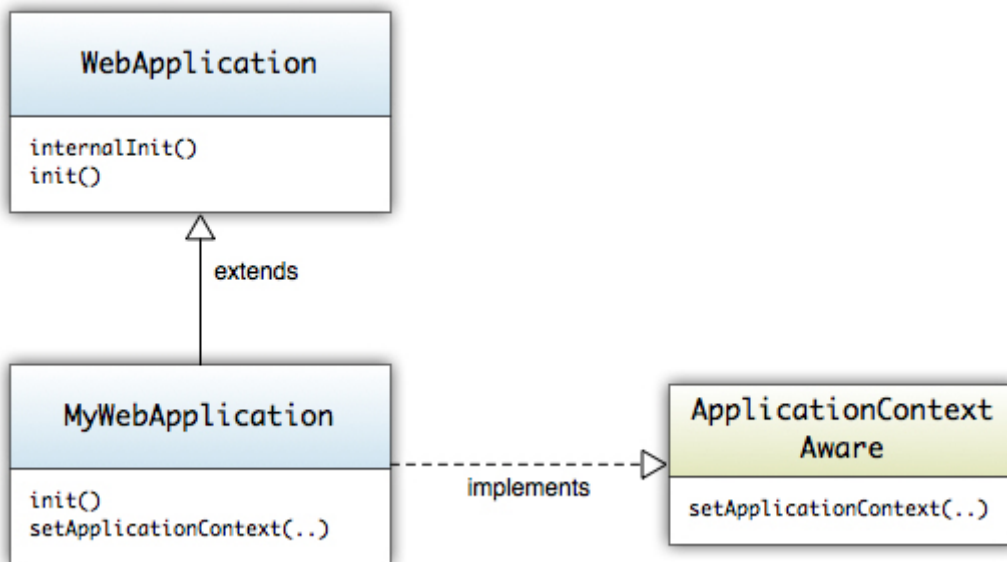 WebApplication
internalInit()
init()
extends
MyWebApplication
init()
setApplicationContext(..)
implements
ApplicationContext
Aware
setApplicationContext(..)